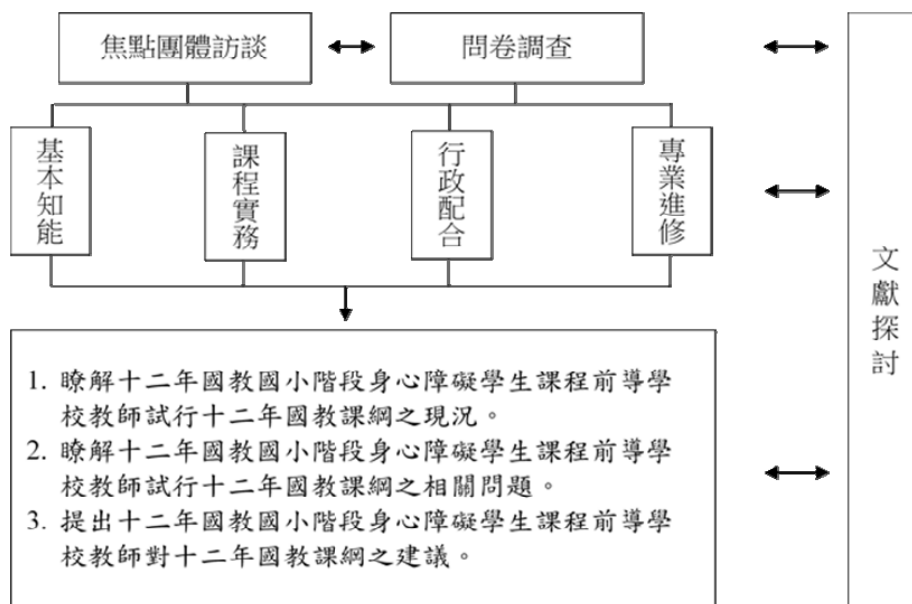 焦點團體訪談
問卷調查
基本知能
課程實務
行政配合
專業進修
文獻探討
1. 瞭解十二年國教國小階段身心障礙學生課程前導學
校教師試行十二年國教課綱之現況。
2. 瞭解十二年國教國小階段身心障礙學生課程前導學
校教師試行十二年國教課綱之相關問題。
3. 提出十二年國教國小階段身心障礙學生課程前導學
校教師對十二年國教課綱之建議。